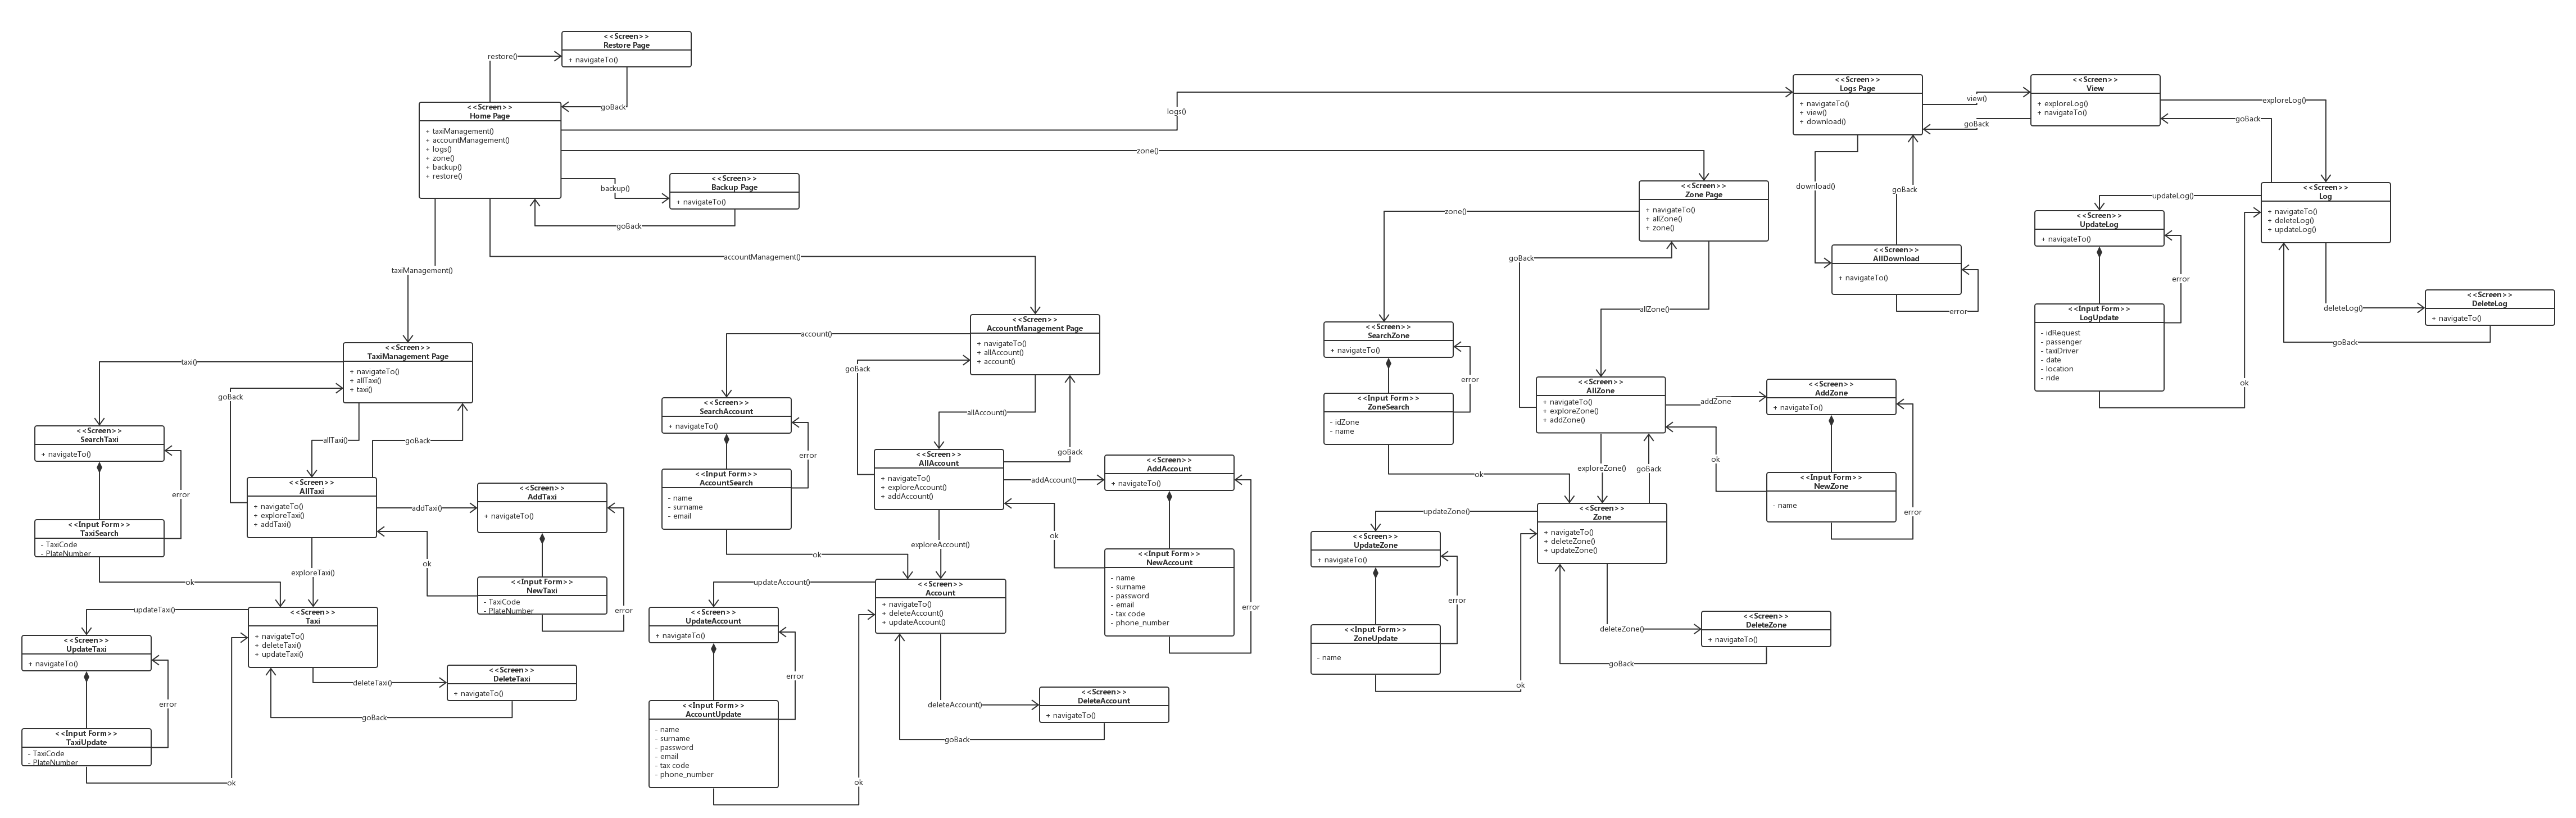 <<Screen>>
Restore Page
+ navigateTo()
restore()
goBack
<<Screen>>
Home Page
+ taxiManagement()
+ accountManagement()
+ logs()
+ zone()
+ backup()
+ restore()
logs()
zone()
backup()
<<Screen>>
Backup Page
+ navigateTo()
goBack
taxiManagement()
accountManagement()
<<Screen>>
TaxiManagement Page
+ navigateTo()
+ allTaxi()
+ taxi()
taxi()
goBack
allTaxi()
goBack
<<Screen>>
SearchTaxi
+ navigateTo()
error
<<Input Form>>
TaxiSearch
- TaxiCode
- PlateNumber
ok
<<Screen>>
AllTaxi
+ navigateTo()
+ exploreTaxi()
+ addTaxi()
addTaxi()
<<Screen>>
AddTaxi
+ navigateTo()
ok
exploreTaxi()
<<Input Form>>
NewTaxi
- TaxiCode
- PlateNumber
error
updateTaxi()
<<Screen>>
Taxi
+ navigateTo()
+ deleteTaxi()
+ updateTaxi()
<<Screen>>
UpdateTaxi
+ navigateTo()
error
<<Input Form>>
TaxiUpdate
- TaxiCode
- PlateNumber
ok
deleteTaxi()
<<Screen>>
DeleteTaxi
+ navigateTo()
goBack
<<Screen>>
AccountManagement Page
+ navigateTo()
+ allAccount()
+ account()
account()
goBack
allAccount()
goBack
<<Screen>>
SearchAccount
+ navigateTo()
error
<<Input Form>>
AccountSearch
- name
- surname
- email
ok
<<Screen>>
AllAccount
+ navigateTo()
+ exploreAccount()
+ addAccount()
addAccount()
<<Screen>>
AddAccount
+ navigateTo()
ok
exploreAccount()
<<Input Form>>
NewAccount
- name
- surname
- password
- email
- tax code
- phone_number
error
updateAccount()
<<Screen>>
Account
+ navigateTo()
+ deleteAccount()
+ updateAccount()
<<Screen>>
UpdateAccount
+ navigateTo()
error
<<Input Form>>
AccountUpdate
- name
- surname
- password
- email
- tax code
- phone_number
ok
deleteAccount()
<<Screen>>
DeleteAccount
+ navigateTo()
goBack
<<Screen>>
Zone Page
+ navigateTo()
+ allZone()
+ zone()
zone()
goBack
allZone()
<<Screen>>
SearchZone
+ navigateTo()
error
<<Input Form>>
ZoneSearch
- idZone
- name
ok
<<Screen>>
AllZone
+ navigateTo()
+ exploreZone()
+ addZone()
addZone
<<Screen>>
AddZone
+ navigateTo()
ok
exploreZone()
goBack
<<Input Form>>
NewZone
- name
error
updateZone()
<<Screen>>
Zone
+ navigateTo()
+ deleteZone()
+ updateZone()
<<Screen>>
UpdateZone
+ navigateTo()
error
<<Input Form>>
ZoneUpdate
- name
ok
deleteZone()
<<Screen>>
DeleteZone
+ navigateTo()
goBack
<<Screen>>
Logs Page
+ navigateTo()
+ view()
+ download()
view()
goBack
<<Screen>>
View
+ exploreLog()
+ navigateTo()
exploreLog()
goBack
download()
goBack
<<Screen>>
AllDownload
+ navigateTo()
error
updateLog()
<<Screen>>
Log
+ navigateTo()
+ deleteLog()
+ updateLog()
<<Screen>>
UpdateLog
+ navigateTo()
error
<<Input Form>>
LogUpdate
- idRequest
- passenger
- taxiDriver
- date
- location
- ride
ok
deleteLog()
<<Screen>>
DeleteLog
+ navigateTo()
goBack